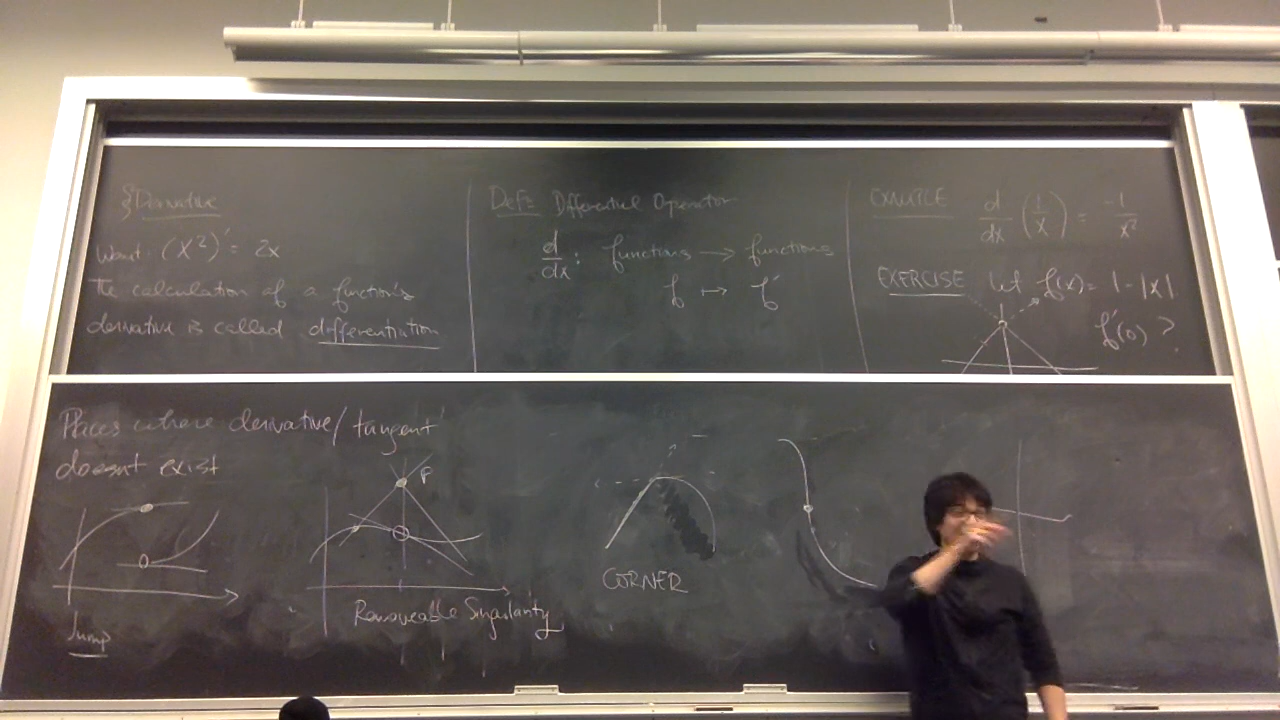 § Derivative
Want (x²)' = 2x
The calculation of a function's
derivative is called differentiation
Def= Differential Operator
d/dx : functions → functions
f ↦ f'
EXAMPLE d/dx (1/x) = -1/x²
EXERCISE Let f(x) = 1 - |x|
f'(0) ?
Places where derivative/tangent
doesnt exist
P
Jump
Removeable Singularity
CORNER